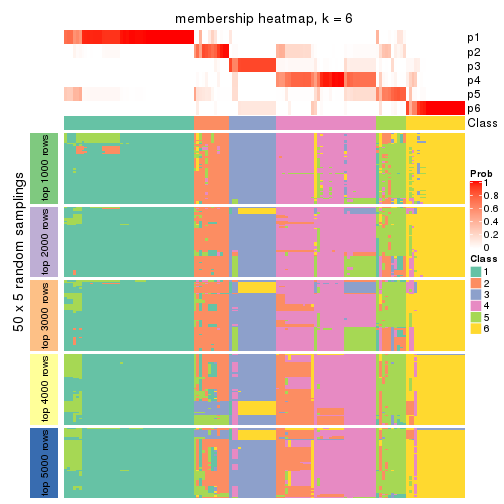 membership heatmap, k = 6
p1
p2
p3
p4
p5
p6
Class
50 x 5 random samplings
top 1000 rows
top 2000 rows
top 3000 rows
top 4000 rows
top 5000 rows
Prob
1
0.8
0.6
0.4
0.2
0
Class
1
2
3
4
5
6